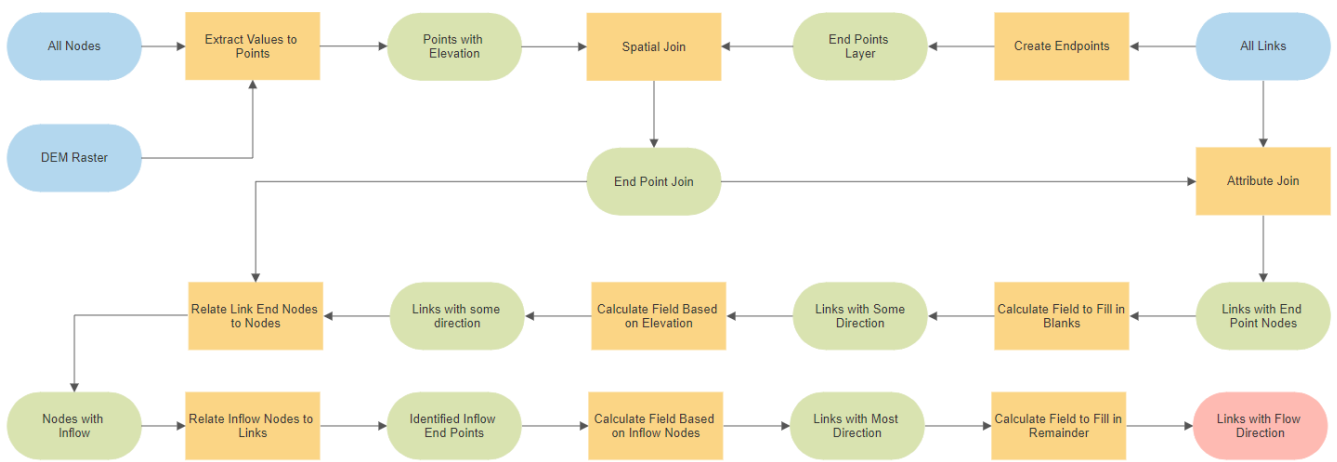 All Nodes
Extract Values to
Points
Points with
Elevation
Spatial Join
End Points
Layer
Create Endpoints
All Links
DEM Raster
End Point Join
Attribute Join
Relate Link End Nodes
to Nodes
Links with some
direction
Calculate Field Based
on Elevation
Links with Some
Direction
Calculate Field to Fill in
Blanks
Links with End
Point Nodes
Nodes with
Inflow
Relate Inflow Nodes to
Links
Identified Inflow
End Points
Calculate Field Based
on Inflow Nodes
Links with Most
Direction
Calculate Field to Fill in
Remainder
Links with Flow
Direction